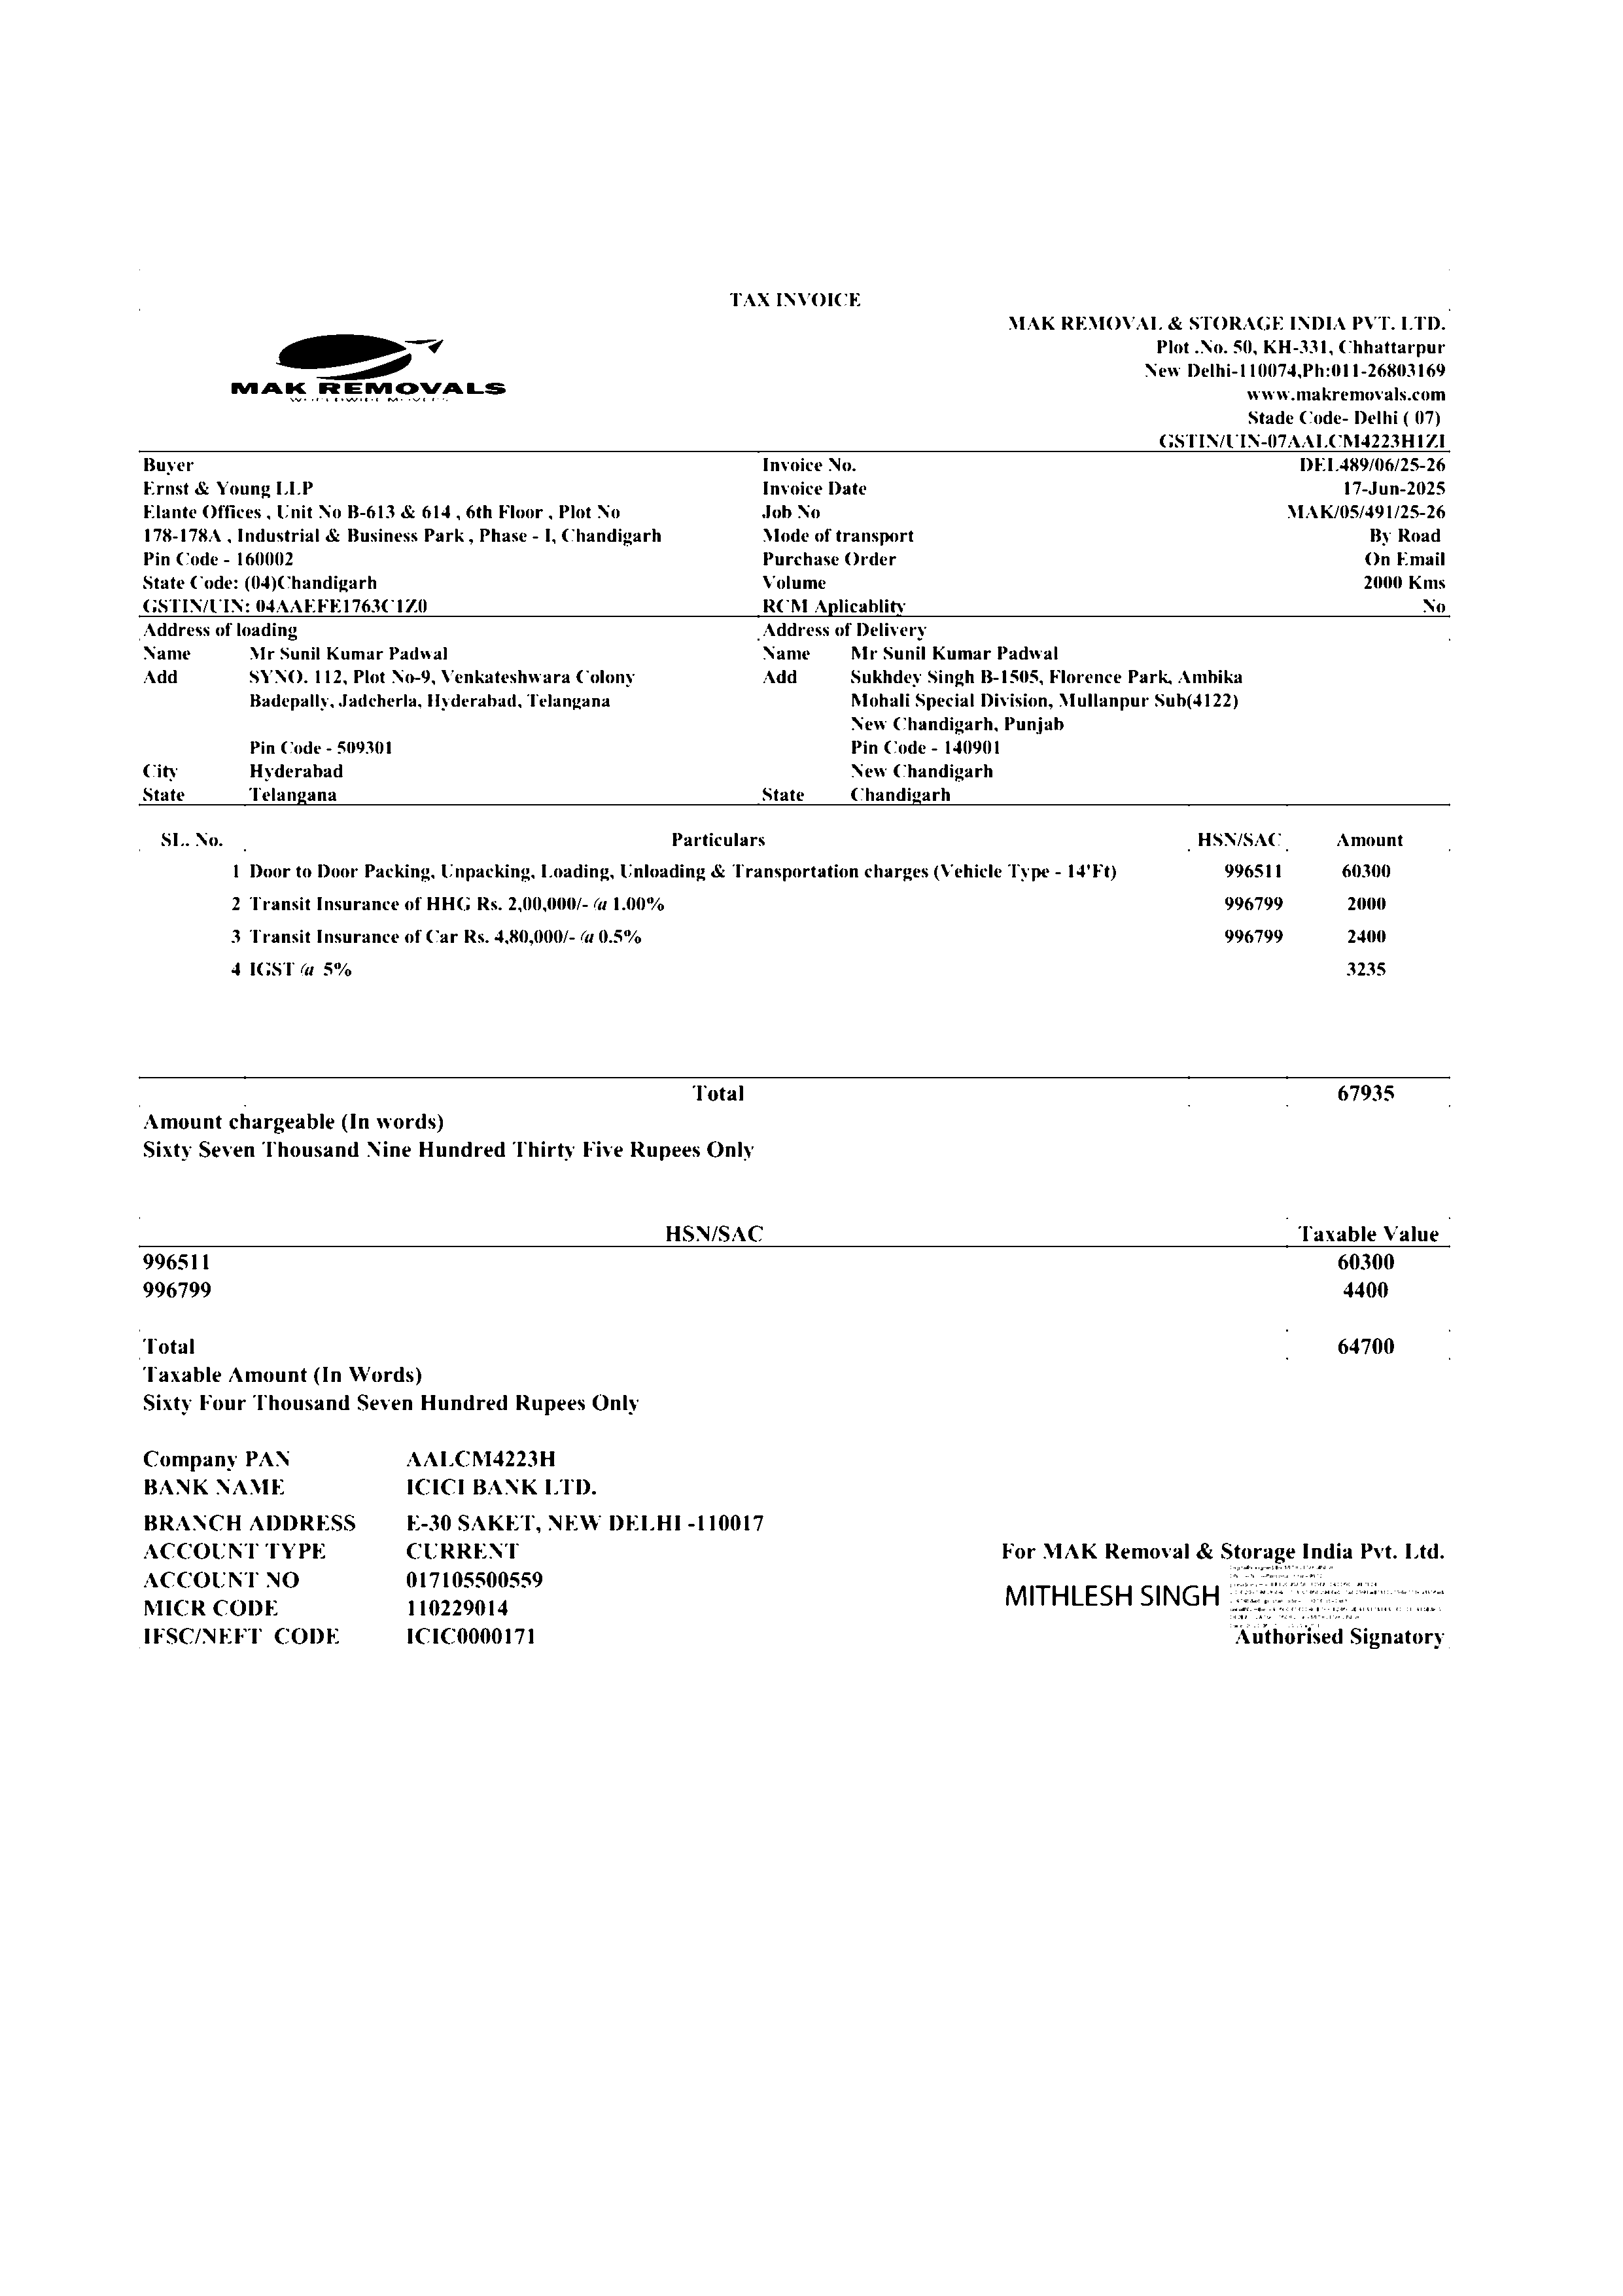 TAX INVOICE
MAK REMOVALS
MAK REMOVAL & STORAGE INDIA PVT. LTD.
Plot .No. 50, KH-331, Chhattarpur
New Delhi-110074,Ph:011-26803169
www.makremovals.com
Stade Code- Delhi ( 07)
GSTIN/UIN-07AALCM4223H1ZI
Buyer
Ernst & Young LLP
Elante Offices , Unit No B-613 & 614 , 6th Floor , Plot No
178-178A , Industrial & Business Park , Phase - I, Chandigarh
Pin Code - 160002
State Code: (04)Chandigarh
GSTIN/UIN: 04AAEFE1763C1Z0
Invoice No. DEL489/06/25-26
Invoice Date 17-Jun-2025
Job No MAK/05/491/25-26
Mode of transport By Road
Purchase Order On Email
Volume 2000 Kms
RCM Aplicablity No
Address of loading
Name Mr Sunil Kumar Padwal
Add SYNO. 112, Plot No-9, Venkateshwara Colony
Badepally, Jadcherla, Hyderabad, Telangana
Pin Code - 509301
City Hyderabad
State Telangana
Address of Delivery
Name Mr Sunil Kumar Padwal
Add Sukhdey Singh B-1505, Florence Park, Ambika
Mohali Special Division, Mullanpur Sub(4122)
New Chandigarh, Punjab
Pin Code - 140901
New Chandigarh
State Chandigarh
SL. No. Particulars HSN/SAC Amount
1 Door to Door Packing, Unpacking, Loading, Unloading & Transportation charges (Vehicle Type - 14'Ft) 996511 60300
2 Transit Insurance of HHG Rs. 2,00,000/- @ 1.00% 996799 2000
3 Transit Insurance of Car Rs. 4,80,000/- @ 0.5% 996799 2400
4 IGST @ 5% 3235
Total 67935
Amount chargeable (In words)
Sixty Seven Thousand Nine Hundred Thirty Five Rupees Only
HSN/SAC Taxable Value
996511 60300
996799 4400
Total 64700
Taxable Amount (In Words)
Sixty Four Thousand Seven Hundred Rupees Only
Company PAN AALCM4223H
BANK NAME ICICI BANK LTD.
BRANCH ADDRESS E-30 SAKET, NEW DELHI -110017
ACCOUNT TYPE CURRENT
ACCOUNT NO 017105500559
MICR CODE 110229014
IFSC/NEFT CODE ICIC0000171
For MAK Removal & Storage India Pvt. Ltd.
MITHLESH SINGH
Authorised Signatory